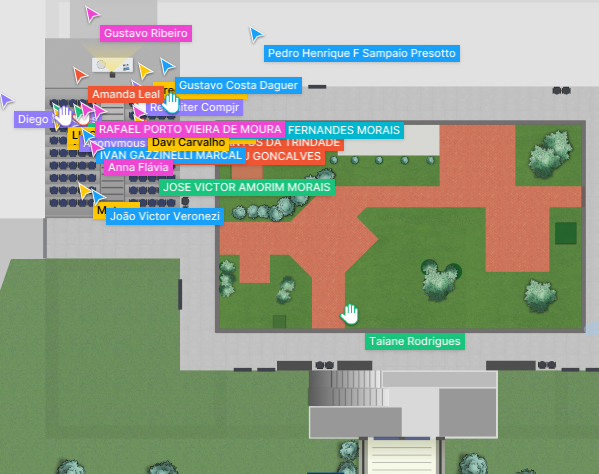 Gustavo Ribeiro
Pedro Henrique F Sampaio Presotto
Gustavo Costa Daguer
Amanda Leal
Compjr
Diego
RAFAEL PORTO VIEIRA DE MOURA
FERNANDES MORAIS
Anonymous
Davi Carvalho
DA TRINDADE
IVAN GAZZINELLI MARCAL
GONCALVES
Anna Flávia
JOSE VICTOR AMORIM MORAIS
João Victor Veronezi
Taiane Rodrigues